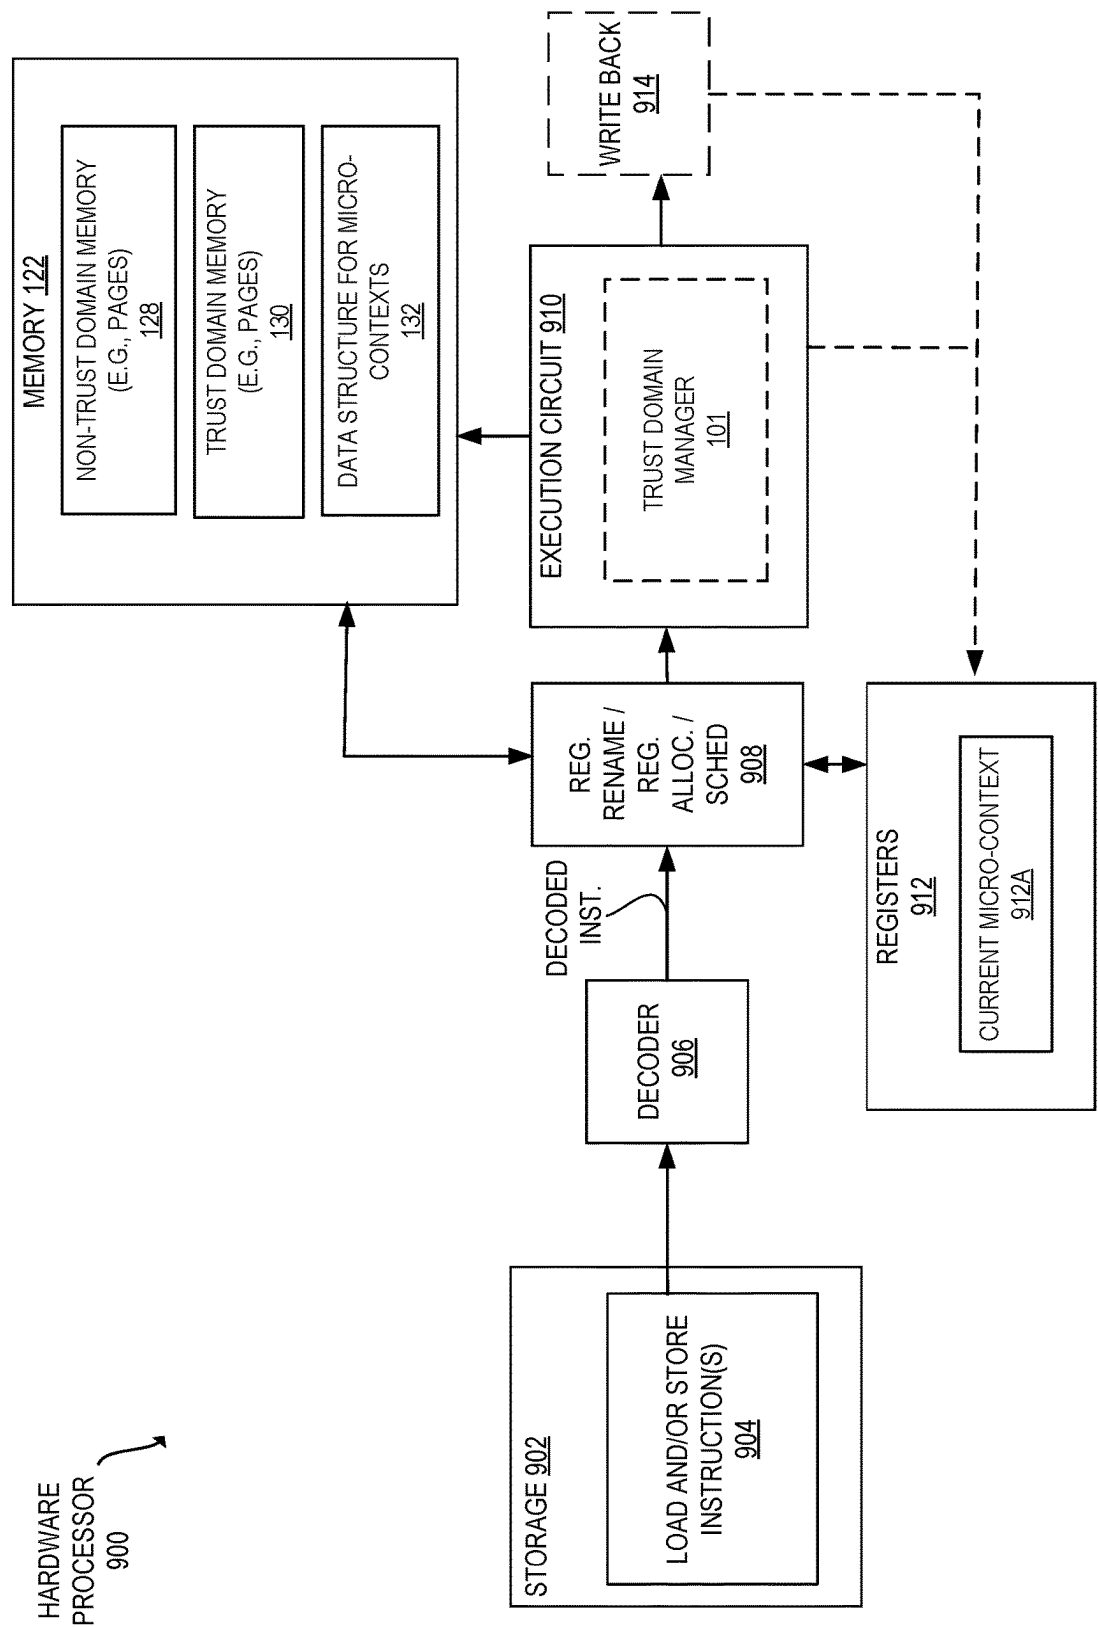 HARDWARE
PROCESSOR
900
STORAGE 902
LOAD AND/OR STORE
INSTRUCTION(S)
904
DECODER
906
DECODED
INST.
REG.
RENAME /
REG.
ALLOC. /
SCHED
908
REGISTERS
912
CURRENT MICRO-CONTEXT
912A
EXECUTION CIRCUIT 910
TRUST DOMAIN
MANAGER
101
WRITE BACK
914
MEMORY 122
NON-TRUST DOMAIN MEMORY
(E.G., PAGES)
128
TRUST DOMAIN MEMORY
(E.G., PAGES)
130
DATA STRUCTURE FOR MICRO-
CONTEXTS
132